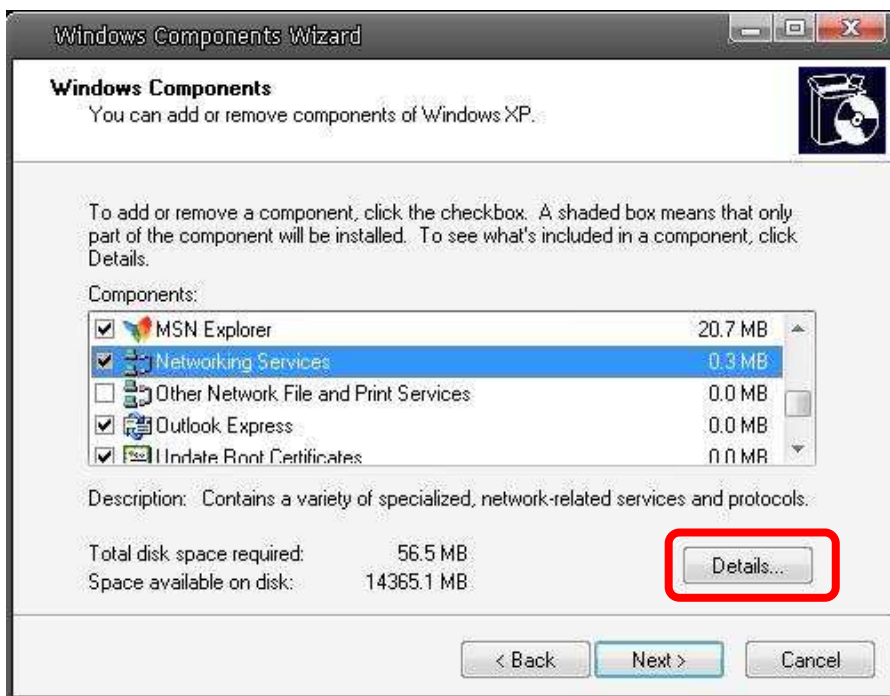 Windows Components Wizard
Windows Components
You can add or remove components of Windows XP.
To add or remove a component, click the checkbox. A shaded box means that only
part of the component will be installed. To see what's included in a component, click
Details.
Components:
MSN Explorer 20.7 MB
Networking Services 0.3 MB
Other Network File and Print Services 0.0 MB
Outlook Express 0.0 MB
Update Root Certificates 0.0 MB
Description: Contains a variety of specialized, network-related services and protocols.
Total disk space required: 56.5 MB
Space available on disk: 14365.1 MB
Details...
< Back Next > Cancel